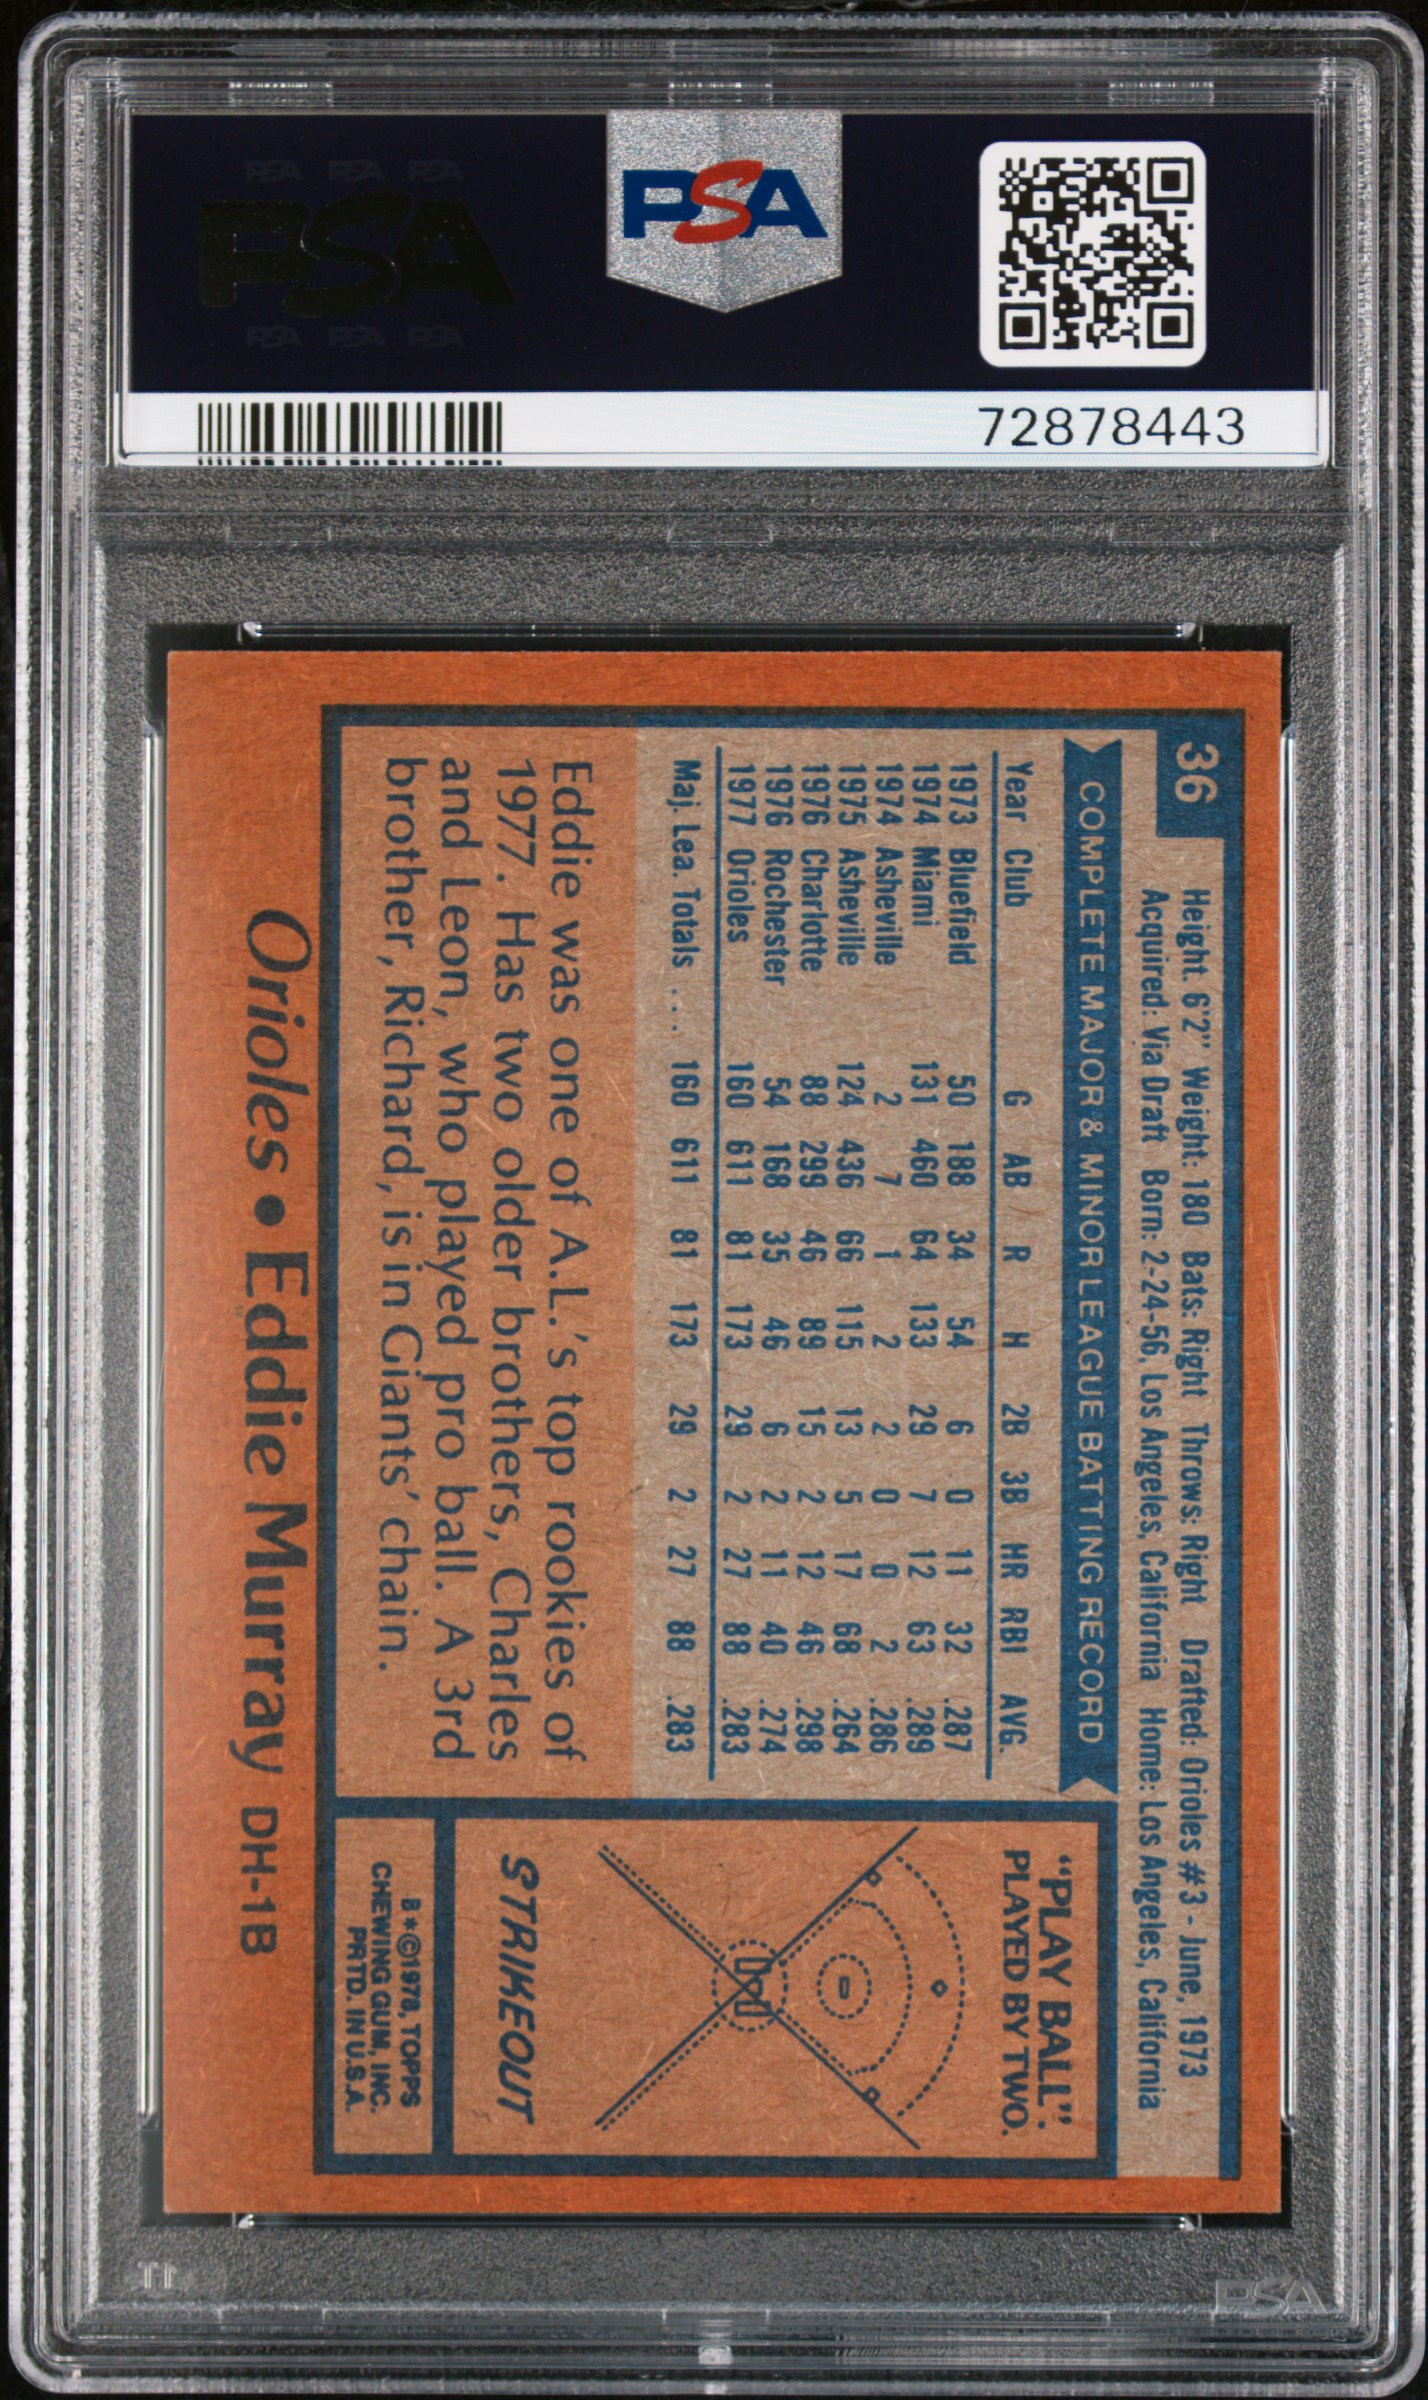 PSA PSA PSA
PSA
PSA PSA PSA
PSA
72878443
36
Height. 6'2" Weight: 180 Bats: Right Throws: Right Drafted: Orioles #3 - June, 1973
Acquired: Via Draft Born: 2-24-56, Los Angeles, California Home: Los Angeles, California
COMPLETE MAJOR & MINOR LEAGUE BATTING RECORD
Year Club G AB R H 2B 3B HR RBI AVG.
1973 Bluefield 50 188 34 54 6 0 11 32 .287
1974 Miami 131 460 64 133 29 7 12 63 .289
1974 Asheville 2 7 1 2 2 0 0 2 .286
1975 Asheville 124 436 66 115 13 5 17 68 .264
1976 Charlotte 88 299 46 89 15 2 12 46 .298
1976 Rochester 54 168 35 46 6 2 11 40 .274
1977 Orioles 160 611 81 173 29 2 27 88 .283
Maj. Lea. Totals .... 160 611 81 173 29 2 27 88 .283
Eddie was one of A.L.'s top rookies of
1977. Has two older brothers, Charles
and Leon, who played pro ball. A 3rd
brother, Richard, is in Giants' chain.
"PLAY BALL":
PLAYED BY TWO.
STRIKEOUT
B*©1978, TOPPS
CHEWING GUM, INC.
PRTD. IN U.S.A.
Orioles • Eddie Murray DH-1B
11
PSA